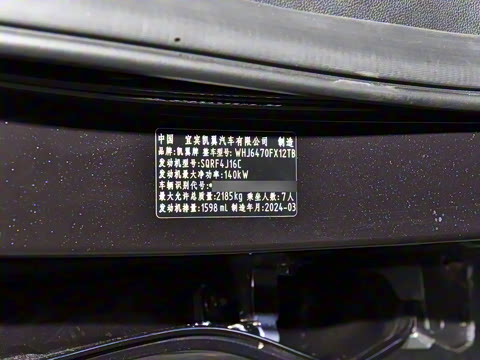 中国 宜宾凯翼汽车有限公司 制造
品牌:凯翼牌 整车型号:WHJ6470FX12TB
发动机型号:SQRF4J16C
发动机最大净功率:140kW
车辆识别代号:
最大允许总质量:2185kg 乘坐人数:7人
发动机排量:1598 mL 制造年月:2024-03